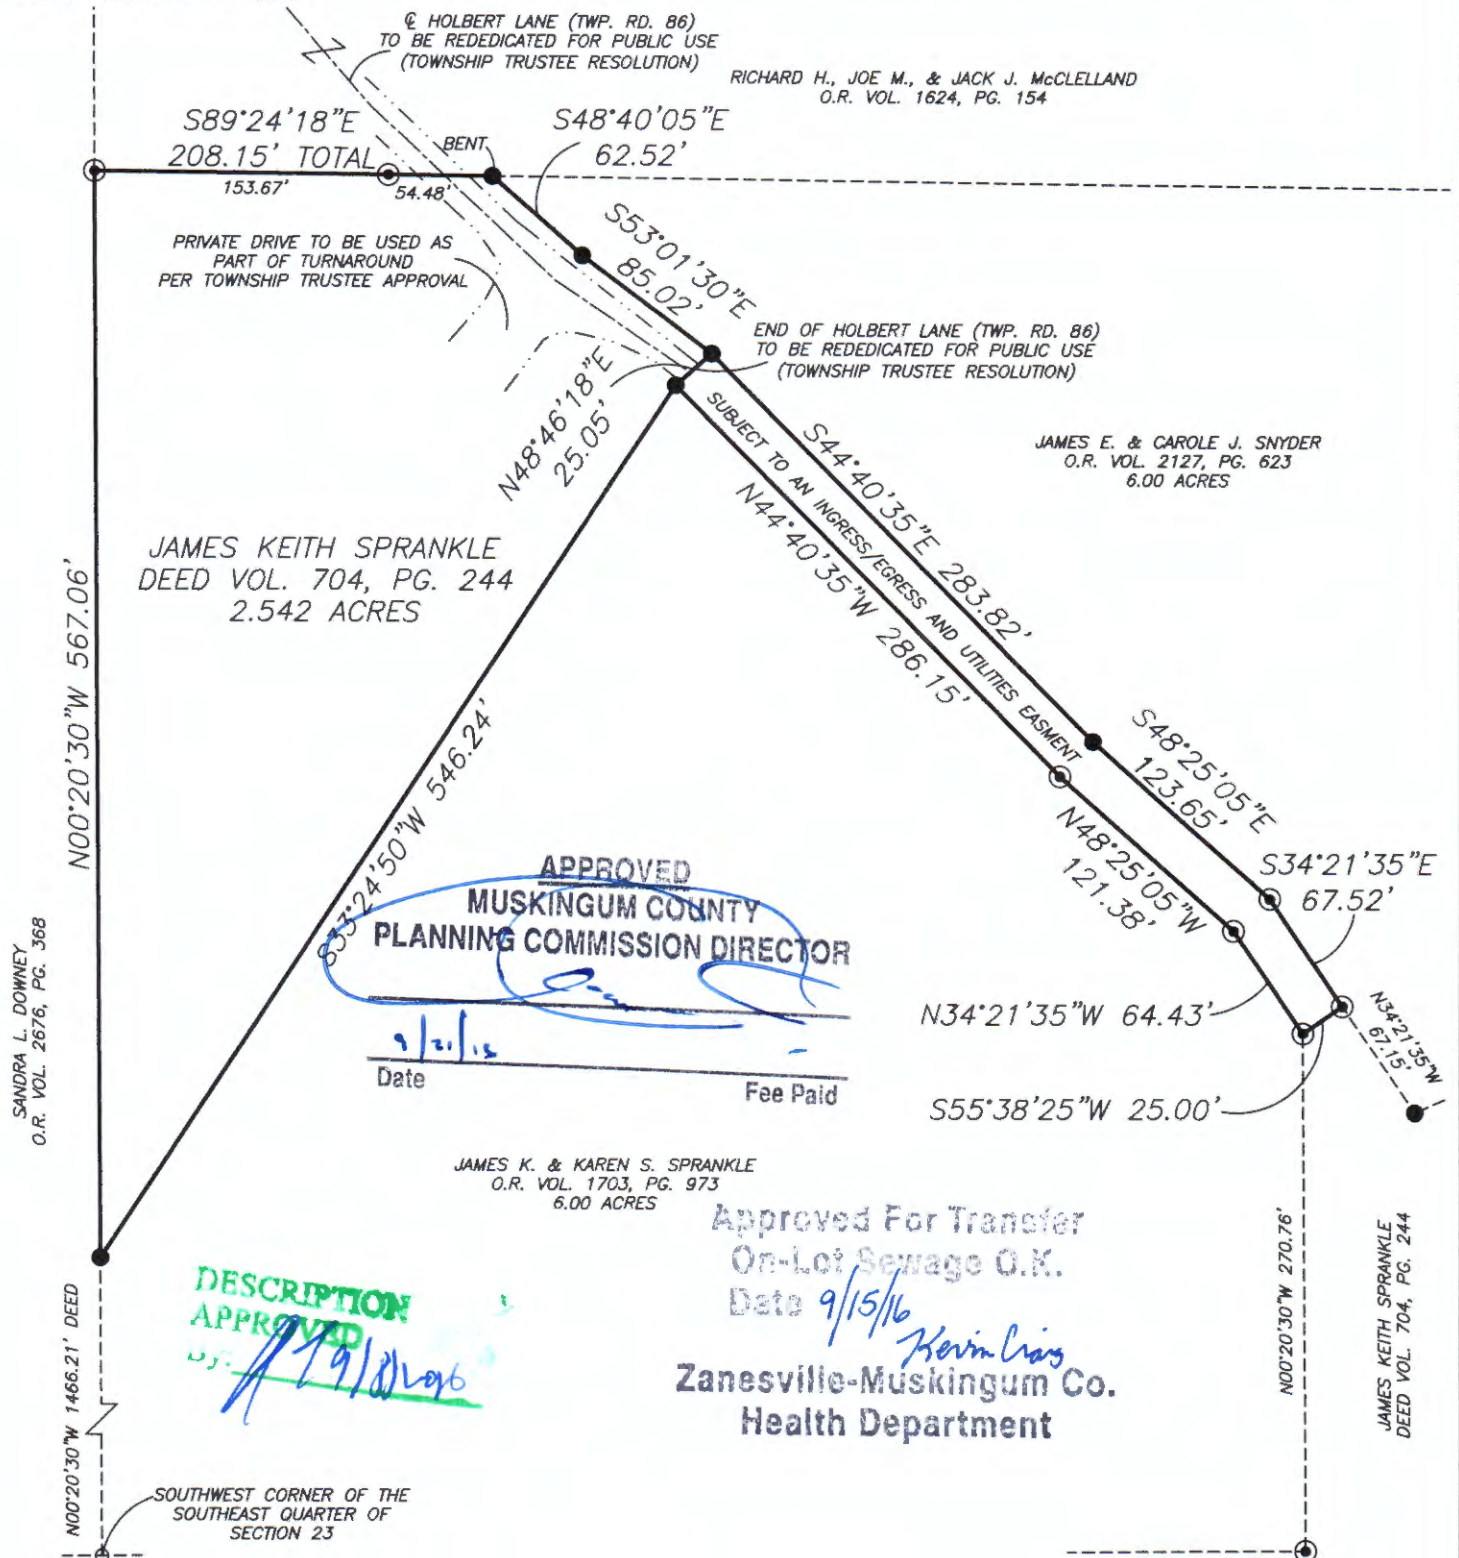 ℄ HOLBERT LANE (TWP. RD. 86)
TO BE REDEDICATED FOR PUBLIC USE
(TOWNSHIP TRUSTEE RESOLUTION)
RICHARD H., JOE M., & JACK J. McCLELLAND
O.R. VOL. 1624, PG. 154
S89°24'18"E
208.15' TOTAL
153.67'
54.48'
BENT
S48°40'05"E
62.52'
S53°01'30"E
85.02'
PRIVATE DRIVE TO BE USED AS
PART OF TURNAROUND
PER TOWNSHIP TRUSTEE APPROVAL
END OF HOLBERT LANE (TWP. RD. 86)
TO BE REDEDICATED FOR PUBLIC USE
(TOWNSHIP TRUSTEE RESOLUTION)
N48°46'18"E
25.05'
SUBJECT TO AN INGRESS/EGRESS AND UTILITIES EASMENT
S44°40'35"E 283.82'
N44°40'35"W 286.15'
JAMES E. & CAROLE J. SNYDER
O.R. VOL. 2127, PG. 623
6.00 ACRES
JAMES KEITH SPRANKLE
DEED VOL. 704, PG. 244
2.542 ACRES
N00°20'30"W 567.06'
S33°24'50"W 546.24'
S48°25'05"E
123.65'
N48°25'05"W
121.38'
S34°21'35"E
67.52'
N34°21'35"W 64.43'
N34°21'35"W
67.15'
S55°38'25"W 25.00'
SANDRA L. DOWNEY
O.R. VOL. 2676, PG. 368
APPROVED
MUSKINGUM COUNTY
PLANNING COMMISSION DIRECTOR
Date
Fee Paid
JAMES K. & KAREN S. SPRANKLE
O.R. VOL. 1703, PG. 973
6.00 ACRES
Approved For Transfer
On-Lot Sewage O.K.
Date 9/15/16
Zanesville-Muskingum Co.
Health Department
DESCRIPTION
APPROVED
By:
N00°20'30"W 1466.21' DEED
N00°20'30"W 270.76'
JAMES KEITH SPRANKLE
DEED VOL. 704, PG. 244
SOUTHWEST CORNER OF THE
SOUTHEAST QUARTER OF
SECTION 23